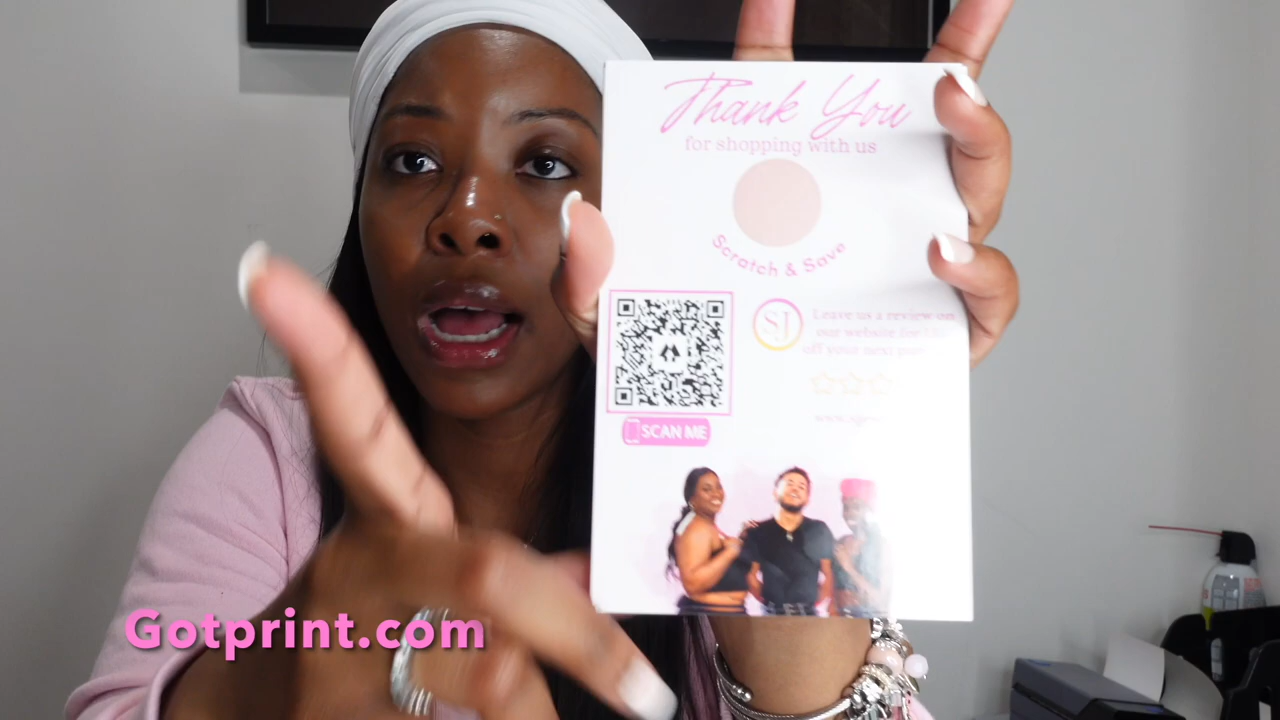 Thank You
for shopping with us
Scratch & Save
SJ
Leave us a review on
our website for
off your next
SCAN ME
Gotprint.com